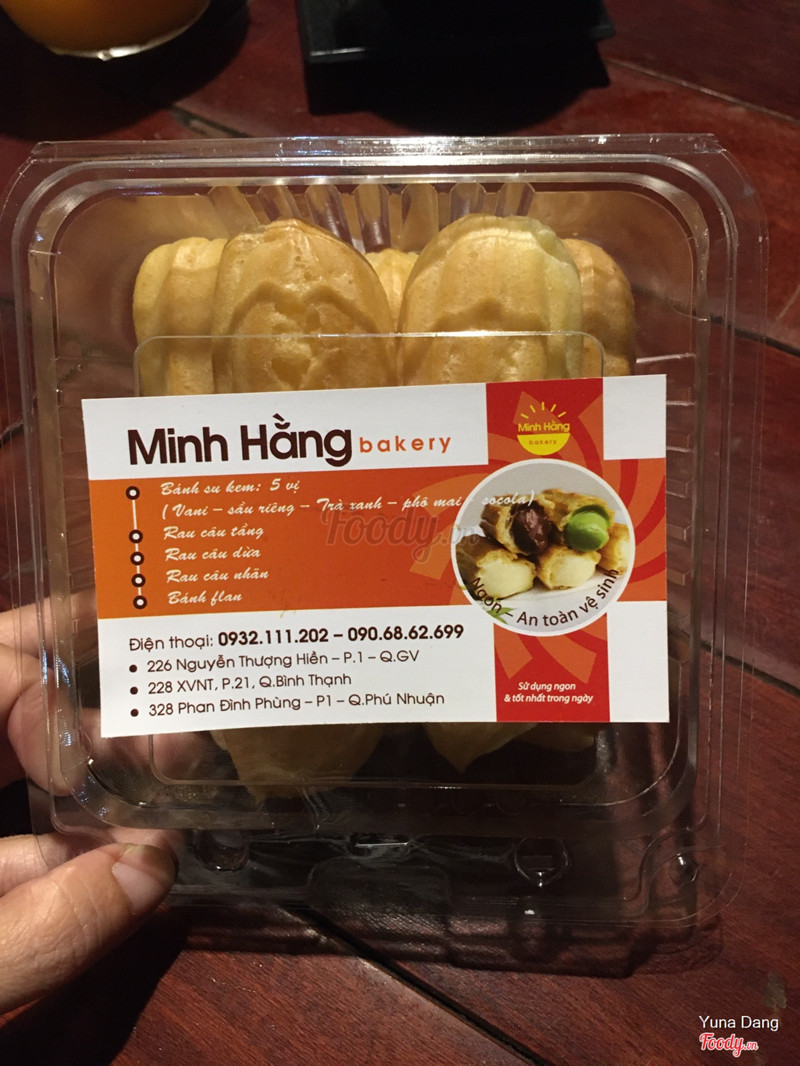 Minh Hằng bakery
Minh Hằng
bakery
Bánh su kem: 5 vị
( Vani – sầu riêng – Trà xanh – phô mai – socola)
Rau câu tầng
Rau câu dừa
Rau câu nhãn
Bánh flan
Foody.vn
Ngon – An toàn vệ sinh
Điện thoại: 0932.111.202 – 090.68.62.699
226 Nguyễn Thượng Hiền – P.1 – Q.GV
228 XVNT, P.21, Q.Bình Thạnh
328 Phan Đình Phùng – P1 – Q.Phú Nhuận
Sử dụng ngon
& tốt nhất trong ngày
Yuna Dang
Foody.vn